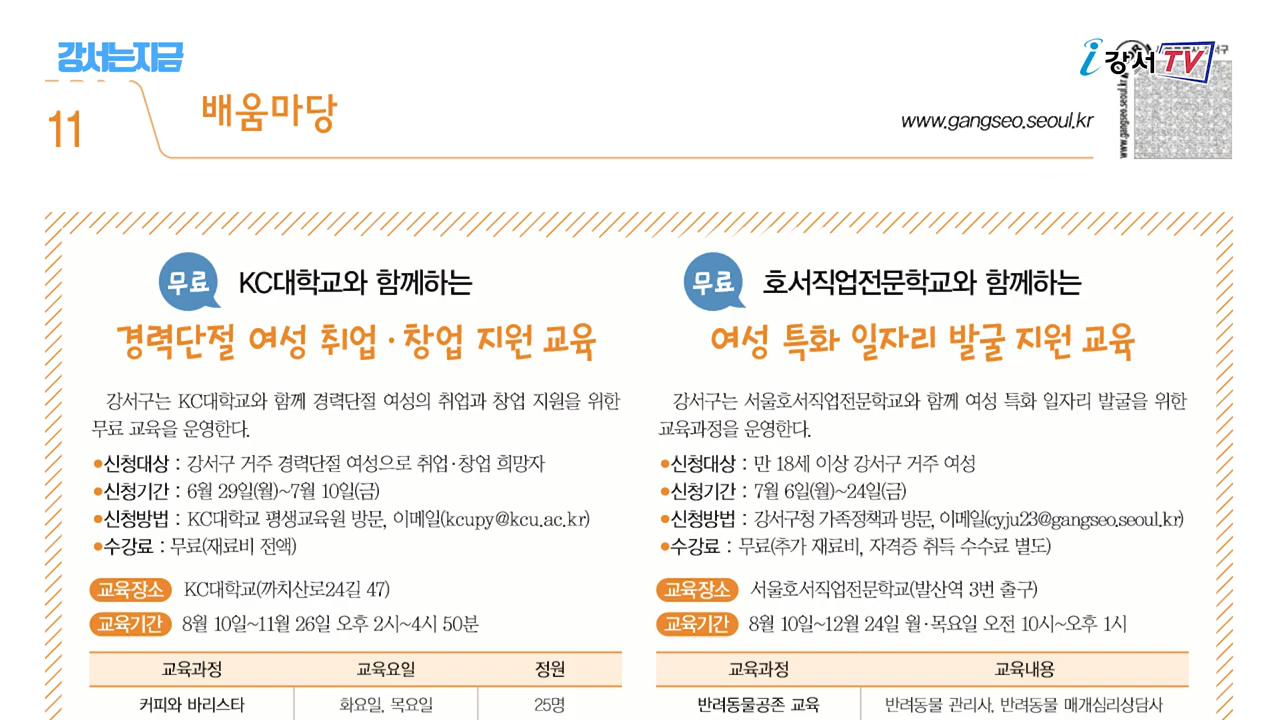 강서는지금
i 강서 TV
11
배움마당
www.gangseo.seoul.kr
www.gangseo.seoul.kr
무료 KC대학교와 함께하는
경력단절 여성 취업·창업 지원 교육
강서구는 KC대학교와 함께 경력단절 여성의 취업과 창업 지원을 위한
무료 교육을 운영한다.
●신청대상 : 강서구 거주 경력단절 여성으로 취업·창업 희망자
●신청기간 : 6월 29일(월)~7월 10일(금)
●신청방법 : KC대학교 평생교육원 방문, 이메일(kcupy@kcu.ac.kr)
●수강료 : 무료(재료비 전액)
교육장소 KC대학교(까치산로24길 47)
교육기간 8월 10일~11월 26일 오후 2시~4시 50분
교육과정 교육요일 정원
커피와 바리스타 화요일, 목요일 25명
무료 호서직업전문학교와 함께하는
여성 특화 일자리 발굴 지원 교육
강서구는 서울호서직업전문학교와 함께 여성 특화 일자리 발굴을 위한
교육과정을 운영한다.
●신청대상 : 만 18세 이상 강서구 거주 여성
●신청기간 : 7월 6일(월)~24일(금)
●신청방법 : 강서구청 가족정책과 방문, 이메일(cyju23@gangseo.seoul.kr)
●수강료 : 무료(추가 재료비, 자격증 취득 수수료 별도)
교육장소 서울호서직업전문학교(발산역 3번 출구)
교육기간 8월 10일~12월 24일 월·목요일 오전 10시~오후 1시
교육과정 교육내용
반려동물공존 교육 반려동물 관리사, 반려동물 매개심리상담사